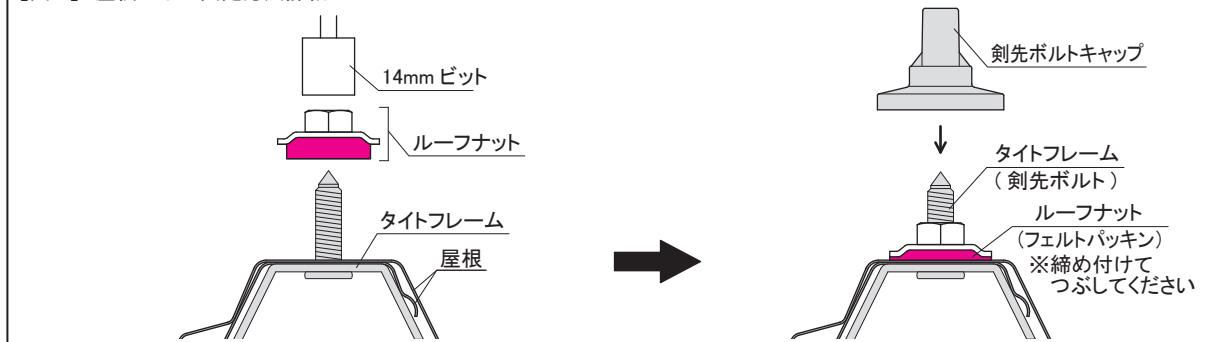 14mm ビット
ルーフナット
タイトフレーム
屋根
剣先ボルトキャップ
タイトフレーム
( 剣先ボルト )
ルーフナット
(フェルトパッキン)
※締め付けて
つぶしてください